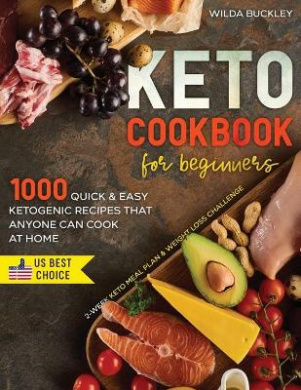 WILDA BUCKLEY
KETO
COOKBOOK
for beginners
1000 QUICK & EASY
KETOGENIC RECIPES THAT
ANYONE CAN COOK
AT HOME
US BEST
CHOICE
2-WEEK KETO MEAL PLAN & WEIGHT LOSS CHALLENGE